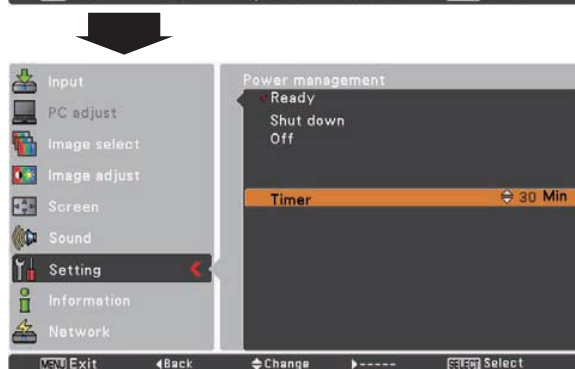 Input
PC adjust
Image select
Image adjust
Screen
Sound
Setting
Information
Network
Power management
Ready
Shut down
Off
Timer 30 Min
MENU Exit Back Change ----- SELECT Select